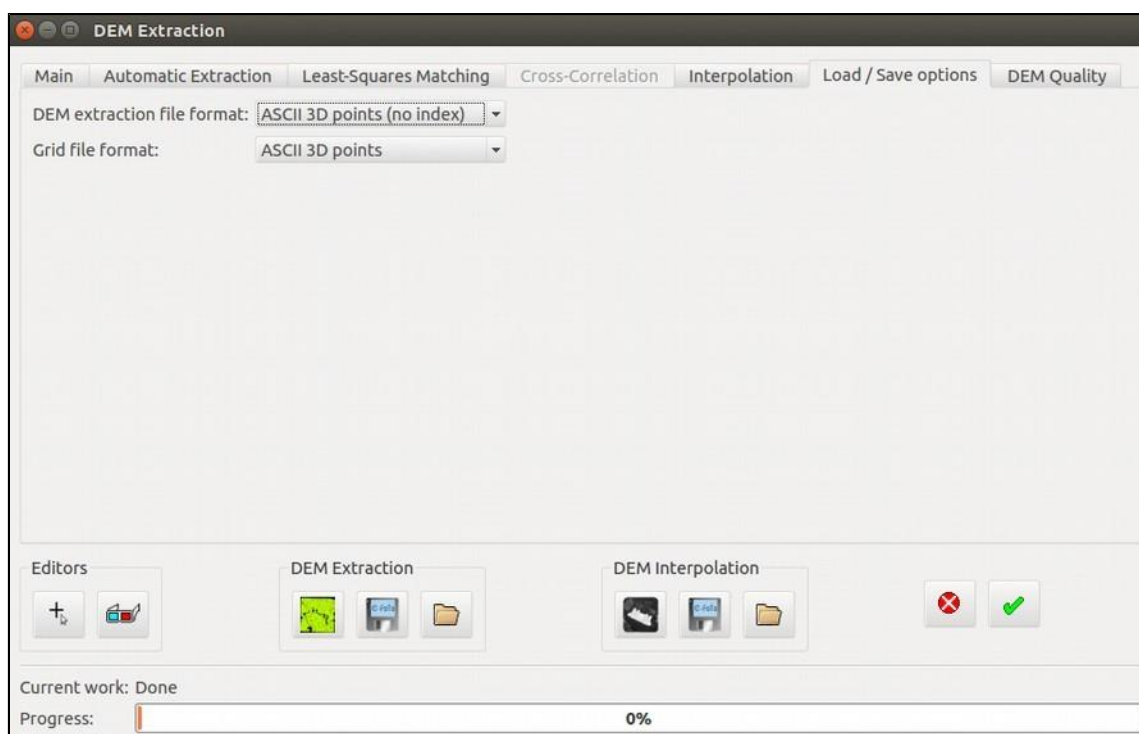 DEM Extraction
Main Automatic Extraction Least-Squares Matching Cross-Correlation Interpolation Load / Save options DEM Quality
DEM extraction file format: ASCII 3D points (no index)
Grid file format: ASCII 3D points
Editors DEM Extraction DEM Interpolation
Current work: Done
Progress: 0%